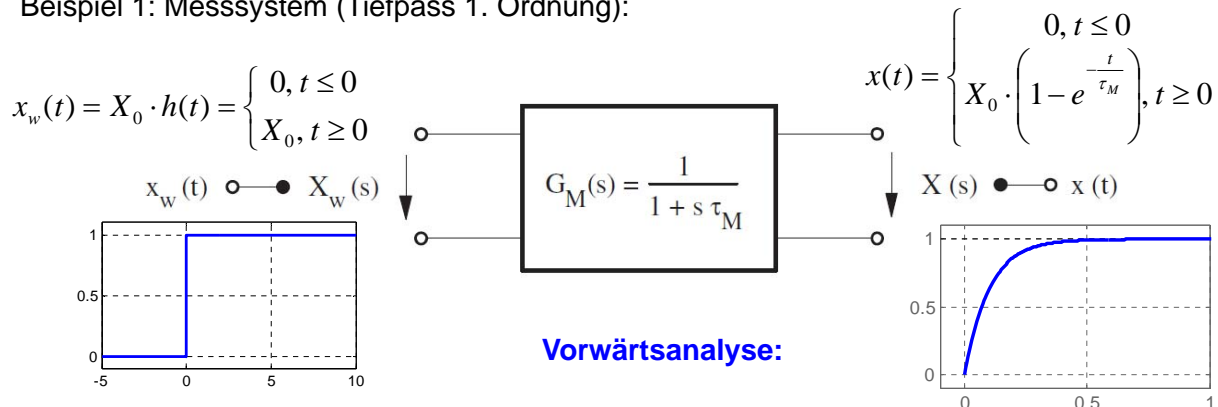 Beispiel 1: Messsystem (Tiefpass 1. Ordnung):
x_w(t) = X_0 · h(t) = { 0, t ≤ 0
X_0, t ≥ 0
x(t) = { 0, t ≤ 0
X_0 · (1 − e^{−t/τ_M}), t ≥ 0
x_w (t) ○—● X_w (s)
G_M(s) = 1 / (1 + s τ_M)
X (s) ●—○ x (t)
1
0.5
0
-5 0 5 10
Vorwärtsanalyse:
1
0.5
0
0 0.5 1